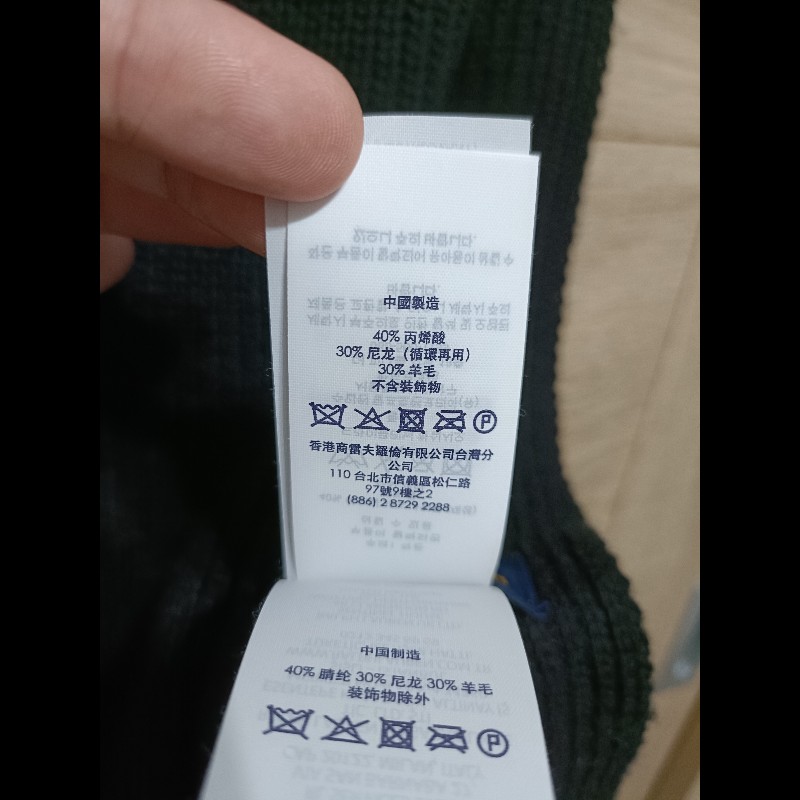 中國製造
40% 丙烯酸
30% 尼龙（循環再用）
30% 羊毛
不含裝飾物
P
香港商雷夫羅倫有限公司台灣分
公司
110 台北市信義區松仁路
97號9樓之2
(886) 2 8729 2288
中国制造
40% 腈纶 30% 尼龙 30% 羊毛
装饰物除外
P